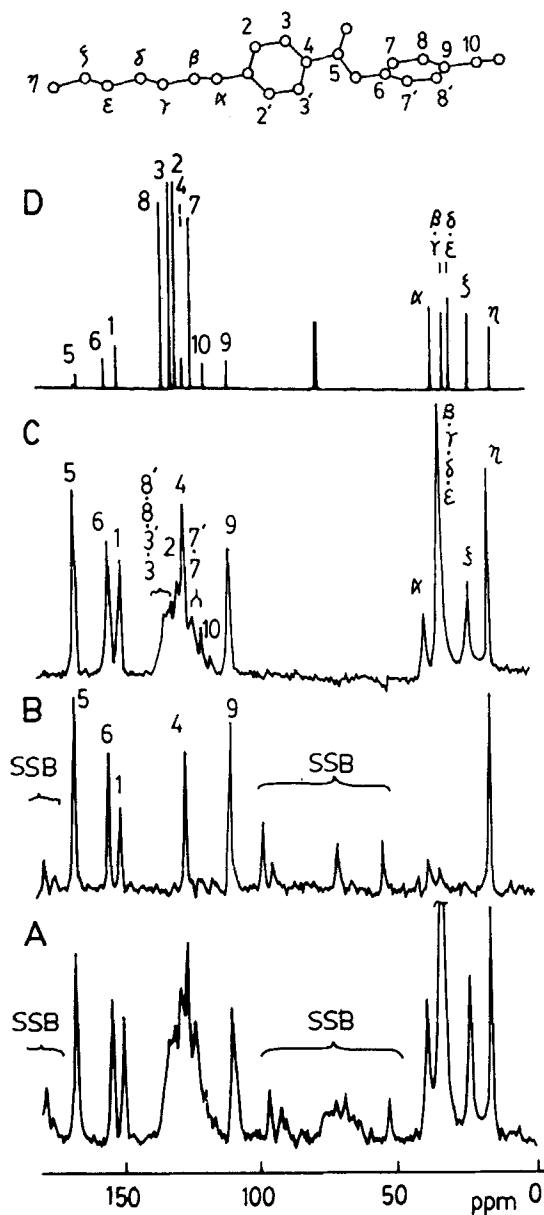 2 3 4 7 8 9 10
η ξ ε δ γ β α 2' 3' 5 6 7' 8'
D
3 2 4 7
8
6 1 5 10 9
β γ δ ε
α ξ η
C
5 6 1
8' 8 3' 3 2 4 7' 7 10 9
β γ δ ε
α ξ η
B
5 6 1 4 9
SSB SSB
A
SSB SSB
150 100 50 0
ppm